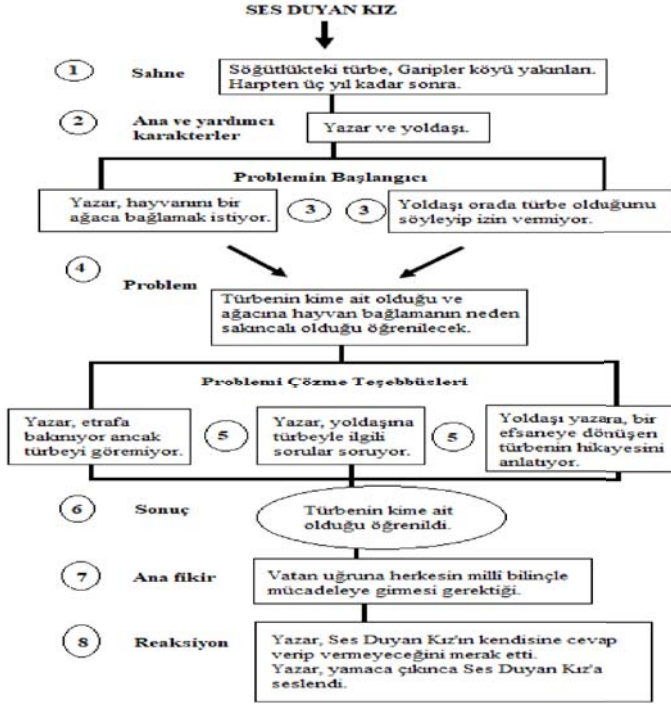 SES DUYAN KIZ
1
Sahne
Söğütlükteki türbe, Garipler köyü yakınları.
Harpten üç yıl kadar sonra.
2
Ana ve yardımcı
karakterler
Yazar ve yoldaşı.
Problemin Başlangıcı
Yazar, hayvanını bir
ağaca bağlamak istiyor.
3
3
Yoldaşı orada türbe olduğunu
söyleyip izin vermiyor.
4
Problem
Türbenin kime ait olduğu ve
ağacına hayvan bağlamanın neden
sakıncalı olduğu öğrenilecek.
Problemi Çözme Teşebbüsleri
Yazar, etrafa
bakınıyor ancak
türbeyi göremiyor.
5
Yazar, yoldaşına
türbeyle ilgili
sorular soruyor.
5
Yoldaşı yazara, bir
efsaneye dönüşen
türbenin hikayesini
anlatıyor.
6
Sonuç
Türbenin kime ait
olduğu öğrenildi.
7
Ana fikir
Vatan uğruna herkesin milli bilinçle
mücadeleye girmesi gerektiği.
8
Reaksiyon
Yazar, Ses Duyan Kız'ın kendisine cevap
verip vermeyeceğini merak etti.
Yazar, yamaca çıkınca Ses Duyan Kız'a
seslendi.